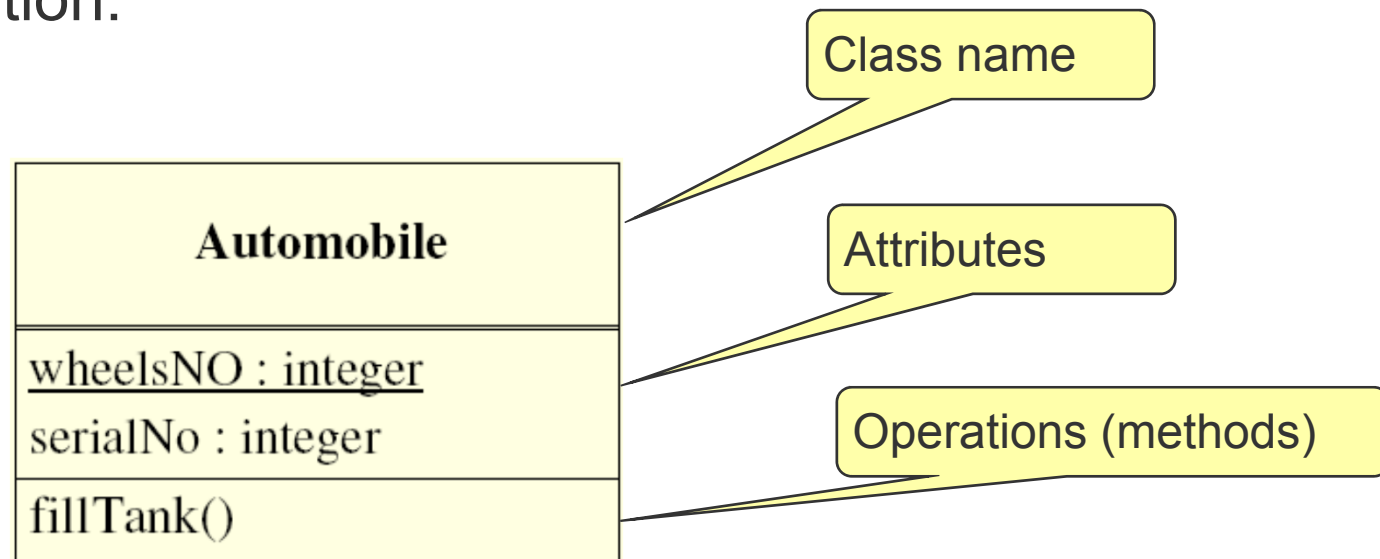 tion:
Class name
Automobile
Attributes
wheelsNO : integer
serialNo : integer
Operations (methods)
fillTank()